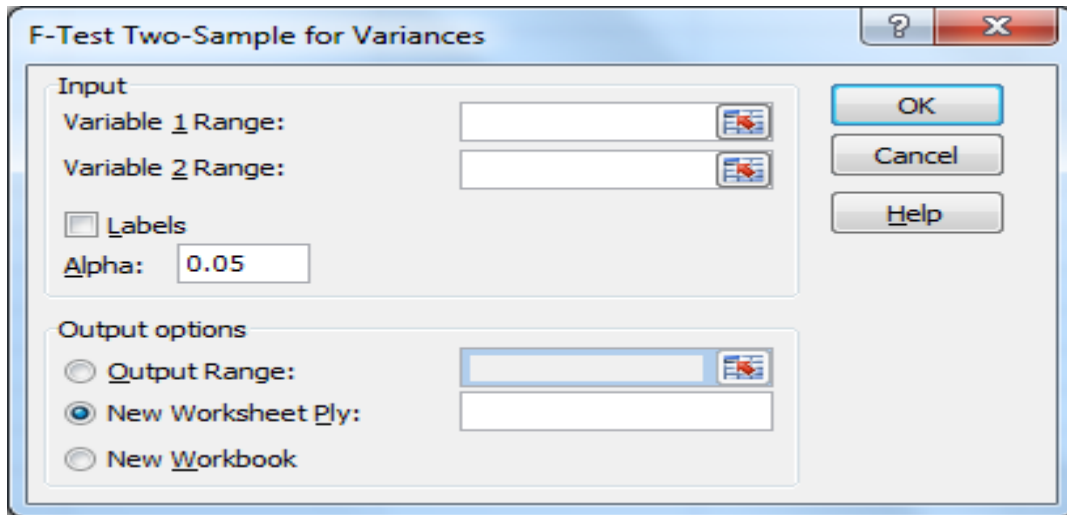 F-Test Two-Sample for Variances
Input
Variable 1 Range:
Variable 2 Range:
Labels
Alpha: 0.05
OK
Cancel
Help
Output options
Output Range:
New Worksheet Ply:
New Workbook